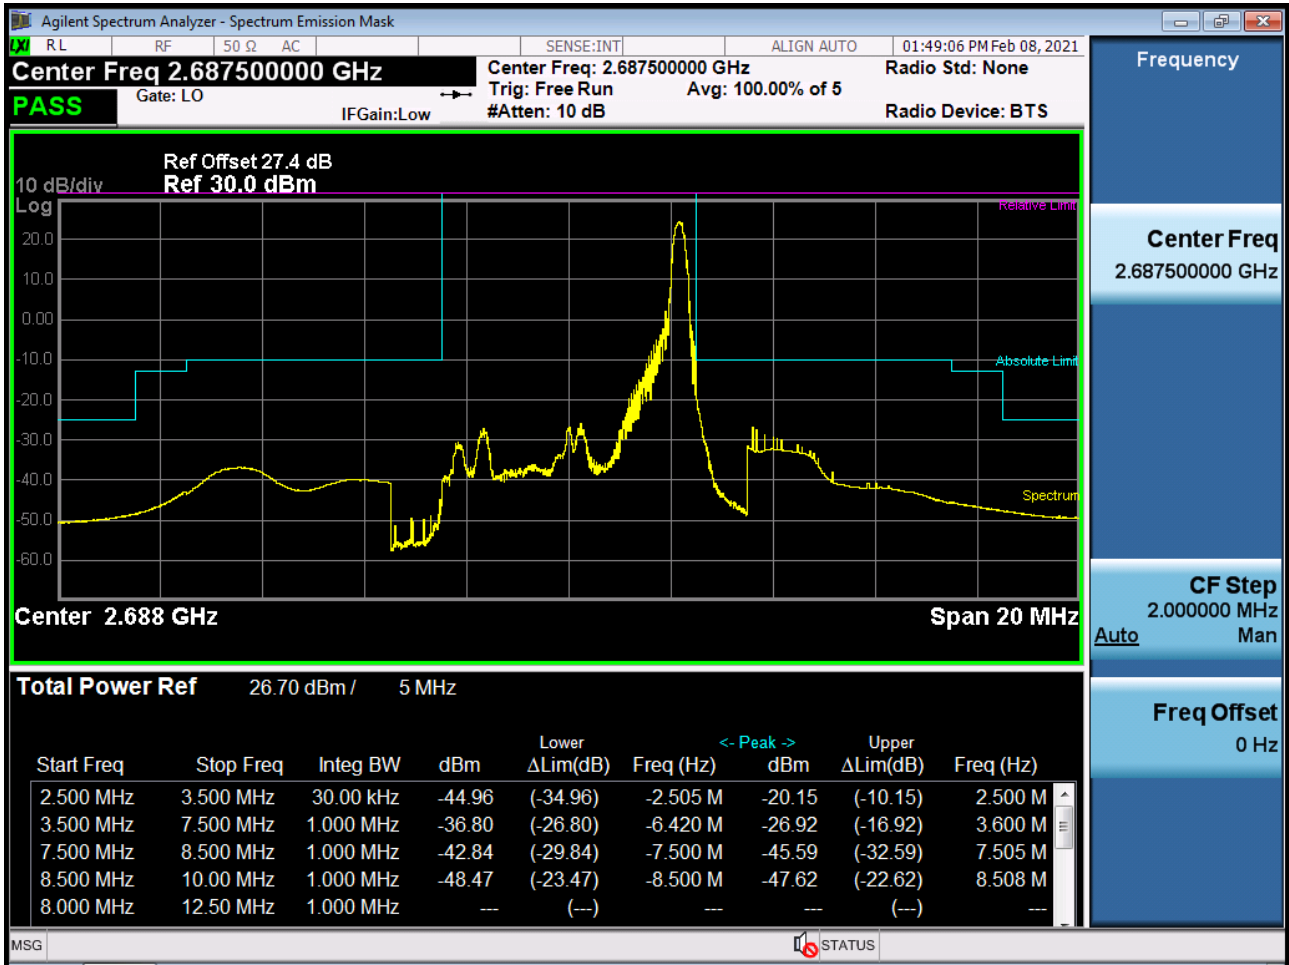 Agilent Spectrum Analyzer - Spectrum Emission Mask
LXI RL RF 50 Ω AC SENSE:INT ALIGN AUTO 01:49:06 PM Feb 08, 2021
Center Freq 2.687500000 GHz
Center Freq: 2.687500000 GHz
Radio Std: None
Gate: LO
Trig: Free Run Avg: 100.00% of 5
PASS
IFGain:Low
#Atten: 10 dB
Radio Device: BTS
Ref Offset 27.4 dB
10 dB/div Ref 30.0 dBm
Log
Relative Limit
20.0
10.0
0.00
-10.0
Absolute Limit
-20.0
-30.0
-40.0
Spectrum
-50.0
-60.0
Center 2.688 GHz Span 20 MHz
Total Power Ref 26.70 dBm / 5 MHz
Lower <- Peak -> Upper
Start Freq Stop Freq Integ BW dBm ΔLim(dB) Freq (Hz) dBm ΔLim(dB) Freq (Hz)
2.500 MHz 3.500 MHz 30.00 kHz -44.96 (-34.96) -2.505 M -20.15 (-10.15) 2.500 M
3.500 MHz 7.500 MHz 1.000 MHz -36.80 (-26.80) -6.420 M -26.92 (-16.92) 3.600 M
7.500 MHz 8.500 MHz 1.000 MHz -42.84 (-29.84) -7.500 M -45.59 (-32.59) 7.505 M
8.500 MHz 10.00 MHz 1.000 MHz -48.47 (-23.47) -8.500 M -47.62 (-22.62) 8.508 M
8.000 MHz 12.50 MHz 1.000 MHz --- (---) --- --- (---) ---
MSG STATUS
Frequency
Center Freq
2.687500000 GHz
CF Step
2.000000 MHz
Auto Man
Freq Offset
0 Hz